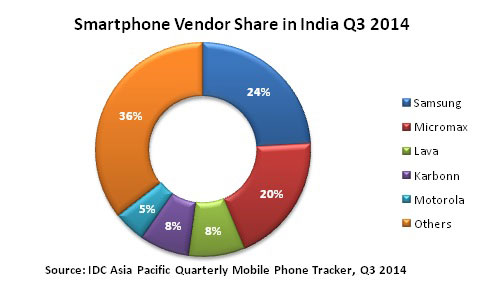 Smartphone Vendor Share in India Q3 2014
24%
20%
8%
8%
5%
36%
Samsung
Micromax
Lava
Karbonn
Motorola
Others
Source: IDC Asia Pacific Quarterly Mobile Phone Tracker, Q3 2014